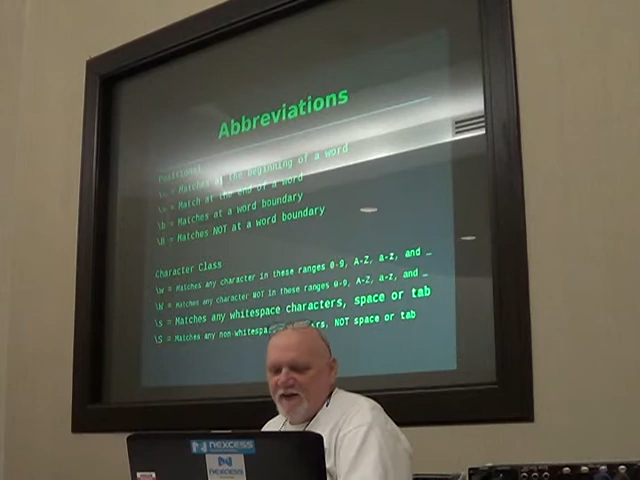 Abbreviations
Positional
= Matches at the beginning of a word
= Match at the end of a word
\b = Matches at a word boundary
\B = Matches NOT at a word boundary
Character Class
\w = Matches any character in these ranges 0-9, A-Z, a-z, and _
\W = Matches any character NOT in these ranges 0-9, A-Z, a-z, and _
\s = Matches any whitespace characters, space or tab
\S = Matches any NOT space or tab
NEXCESS
NEXCESS